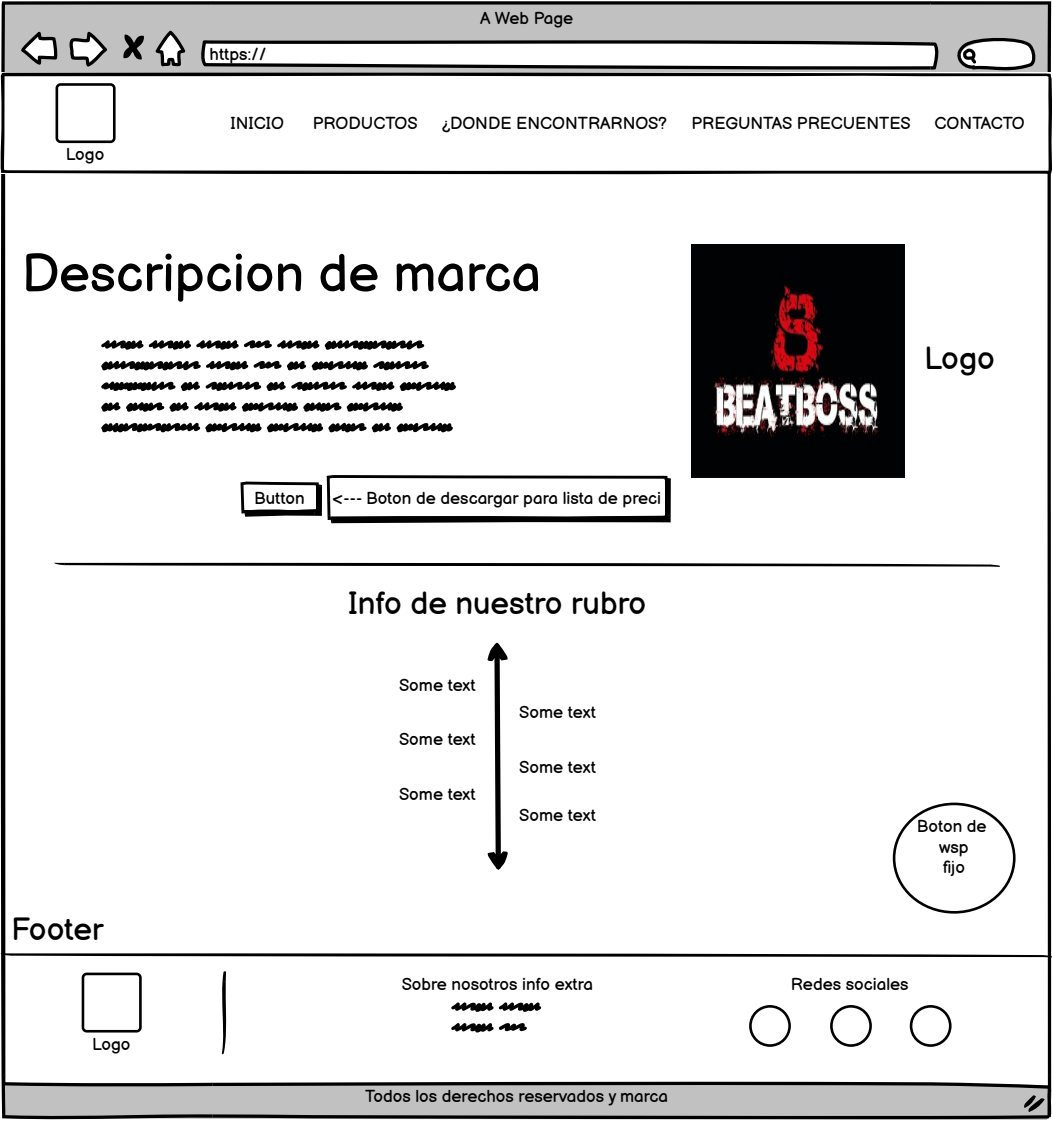 A Web Page
https://
Logo
INICIO PRODUCTOS ¿DONDE ENCONTRARNOS? PREGUNTAS PRECUENTES CONTACTO
Descripcion de marca
8
BEATBOSS
Logo
Button
<--- Boton de descargar para lista de preci
Info de nuestro rubro
Some text
Some text
Some text
Some text
Some text
Some text
Boton de
wsp
fijo
Footer
Logo
Sobre nosotros info extra
Redes sociales
Todos los derechos reservados y marca